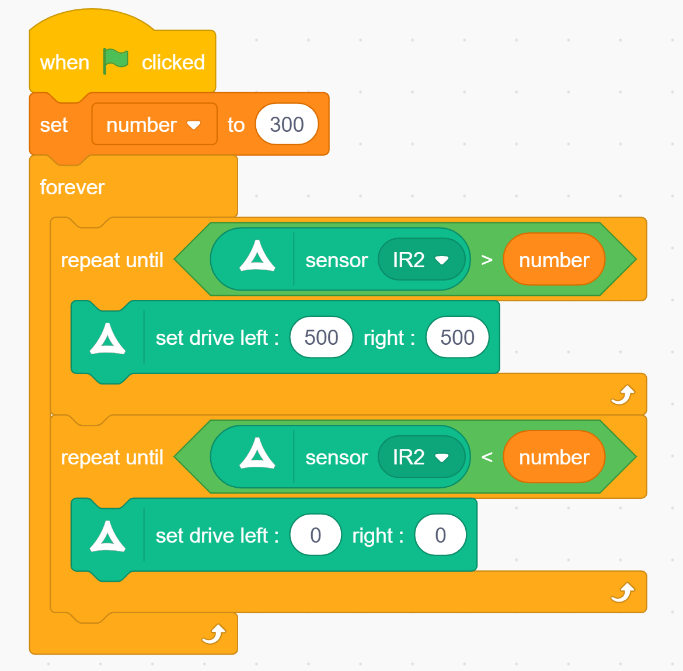 when clicked
set number to 300
forever
repeat until sensor IR2 > number
set drive left : 500 right : 500
repeat until sensor IR2 < number
set drive left : 0 right : 0